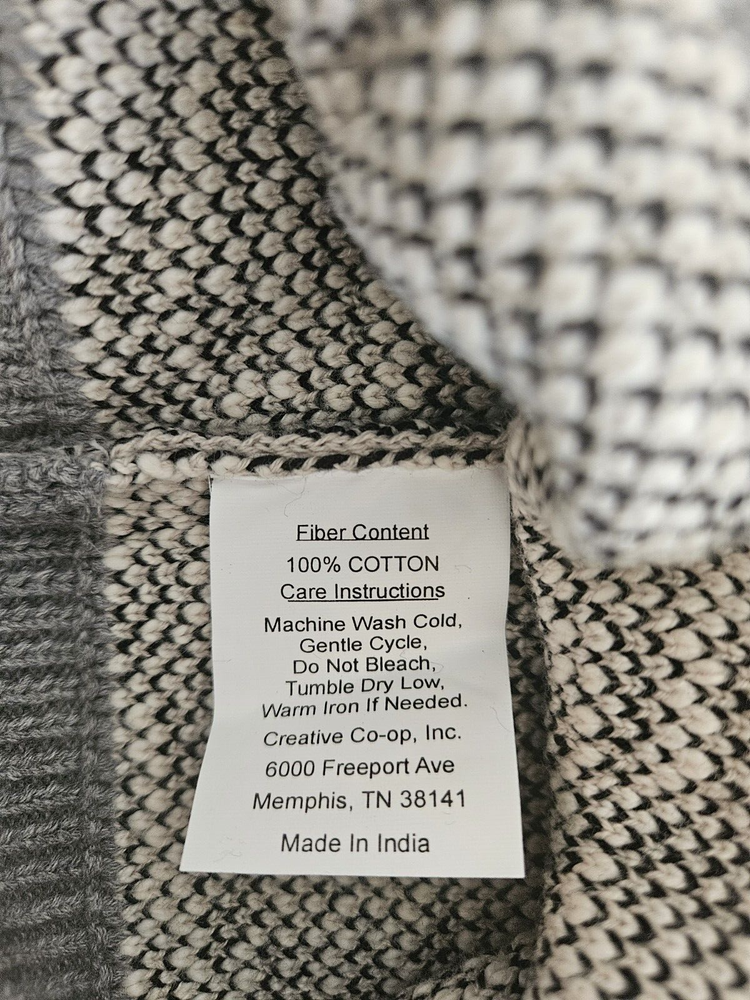 Fiber Content
100% COTTON
Care Instructions
Machine Wash Cold,
Gentle Cycle,
Do Not Bleach,
Tumble Dry Low,
Warm Iron If Needed.
Creative Co-op, Inc.
6000 Freeport Ave
Memphis, TN 38141
Made In India